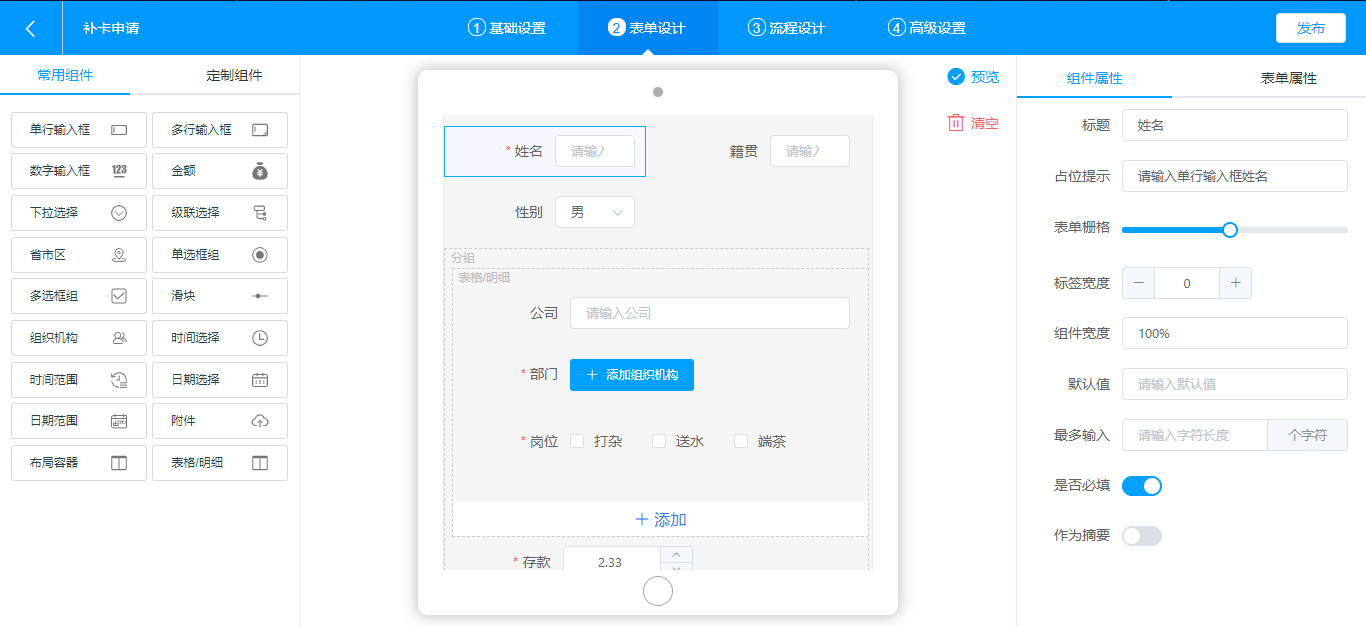 补卡申请
1 基础设置
2 表单设计
3 流程设计
4 高级设置
发布
常用组件 定制组件
单行输入框 多行输入框
数字输入框 123 金额 ¥
下拉选择 级联选择
省市区 单选框组
多选框组 滑块
组织机构 时间选择
时间范围 日期选择
日期范围 附件
布局容器 表格/明细
预览
清空
* 姓名 请输入 籍贯 请输入
性别 男
分组
表格/明细
公司 请输入公司
* 部门 + 添加组织机构
* 岗位 打杂 送水 端茶
+ 添加
* 存款 2.33
组件属性 表单属性
标题 姓名
占位提示 请输入单行输入框姓名
表单栅格
标签宽度 − 0 +
组件宽度 100%
默认值 请输入默认值
最多输入 请输入字符长度 个字符
是否必填
作为摘要